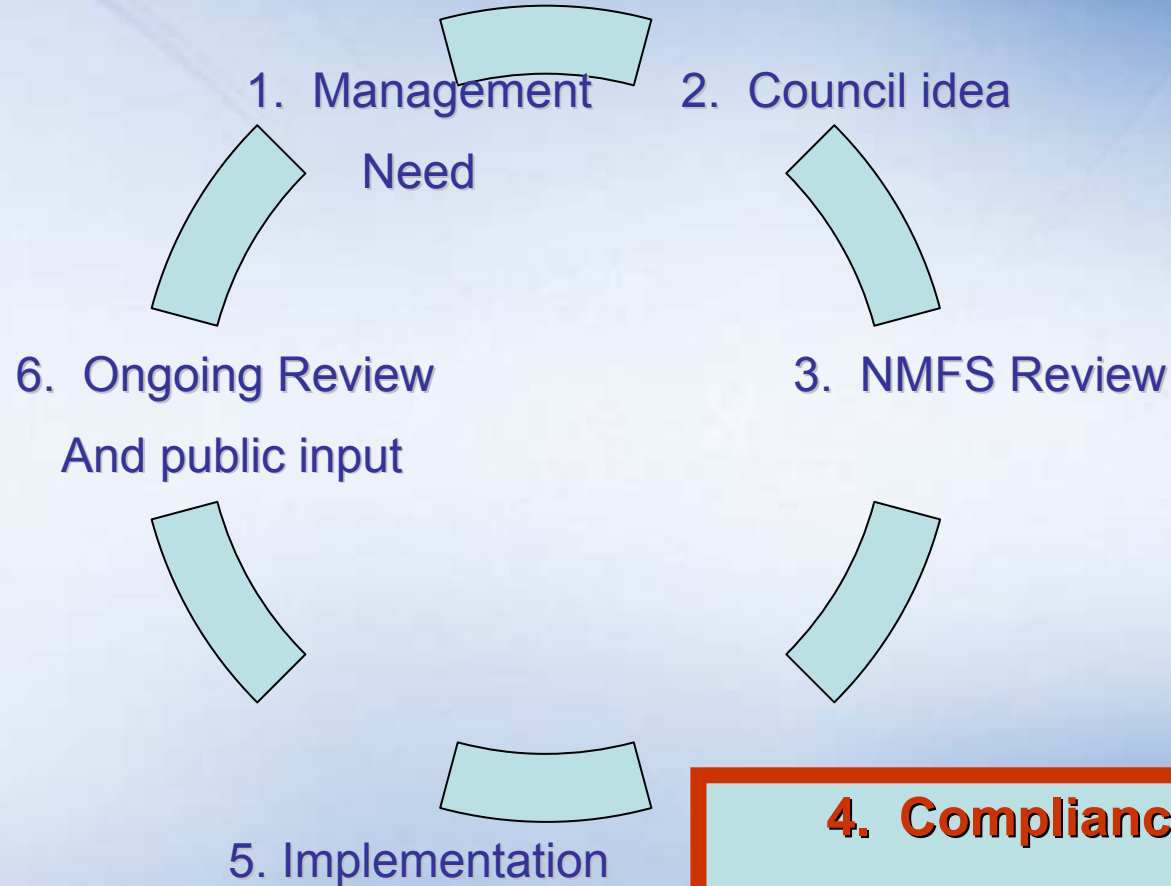 1. Management
Need
2. Council idea
3. NMFS Review
4. Complianc
5. Implementation
6. Ongoing Review
And public input